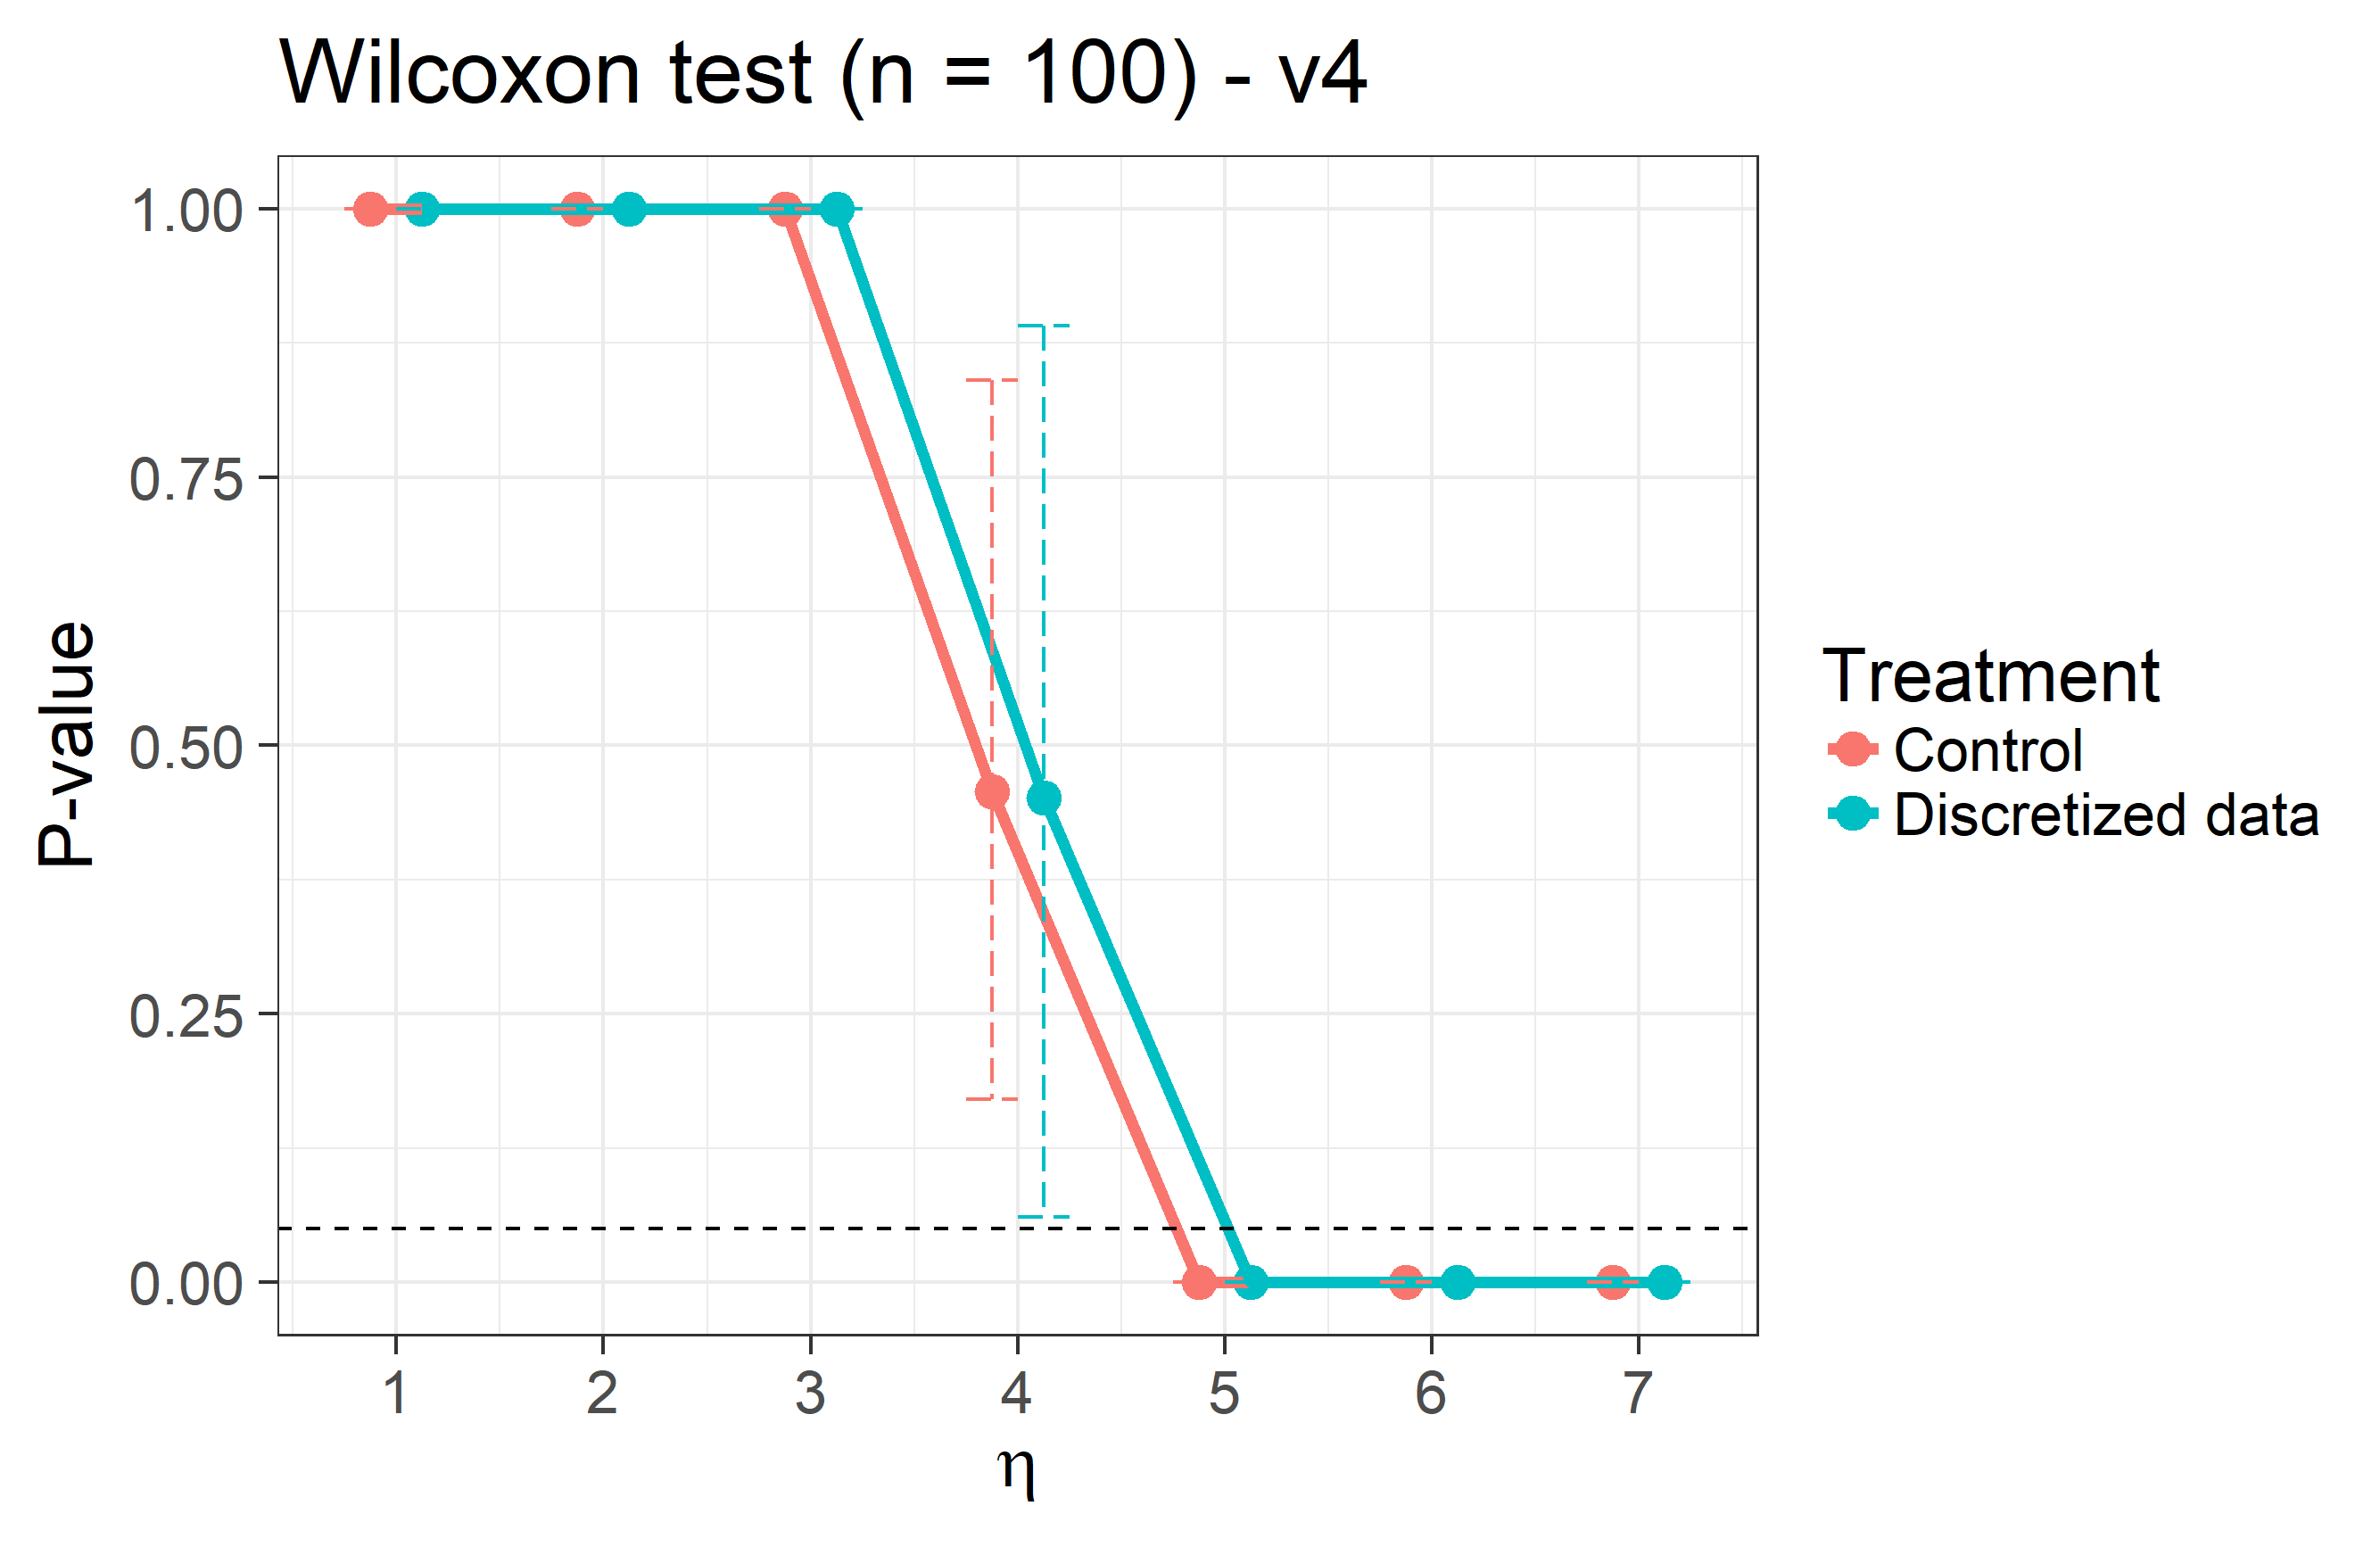 Wilcoxon test (n = 100) - v4
1.00
0.75
0.50
0.25
0.00
P-value
1 2 3 4 5 6 7
η
Treatment
Control
Discretized data